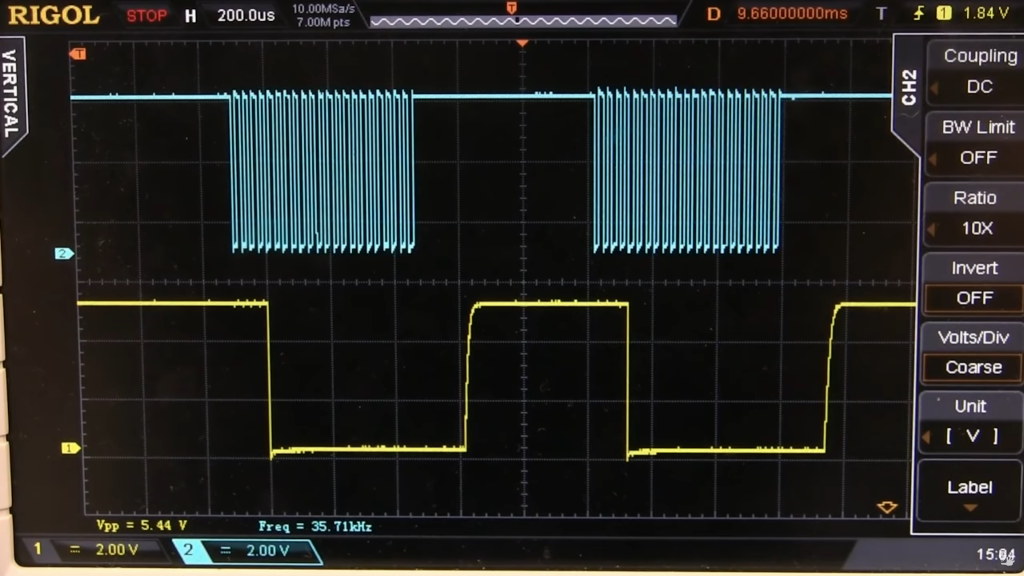 RIGOL STOP H 200.0us 10.00MSa/s D 9.66000000ms T 1 1.84 V
7.00M pts
T
VERTICAL
T
CH2
Coupling
DC
BW Limit
OFF
Ratio
10X
Invert
OFF
Volts/Div
Coarse
Unit
[ V ]
Label
2
1
Vpp = 5.44 V Freq = 35.71kHz
1 = 2.00 V 2 = 2.00 V